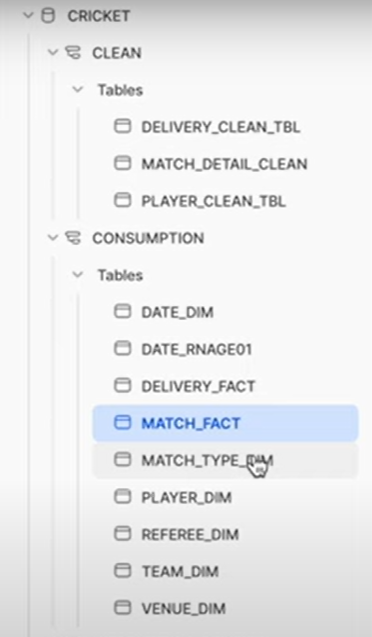 CRICKET
CLEAN
Tables
DELIVERY_CLEAN_TBL
MATCH_DETAIL_CLEAN
PLAYER_CLEAN_TBL
CONSUMPTION
Tables
DATE_DIM
DATE_RNAGE01
DELIVERY_FACT
MATCH_FACT
MATCH_TYPE_DIM
PLAYER_DIM
REFEREE_DIM
TEAM_DIM
VENUE_DIM